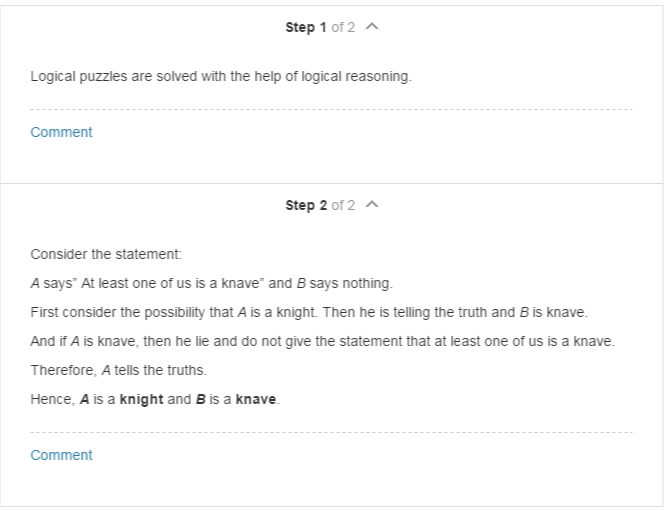 Step 1 of 2
Logical puzzles are solved with the help of logical reasoning.
Comment
Step 2 of 2
Consider the statement:
A says” At least one of us is a knave” and B says nothing.
First consider the possibility that A is a knight. Then he is telling the truth and B is knave.
And if A is knave, then he lie and do not give the statement that at least one of us is a knave.
Therefore, A tells the truths.
Hence, A is a knight and B is a knave.
Comment